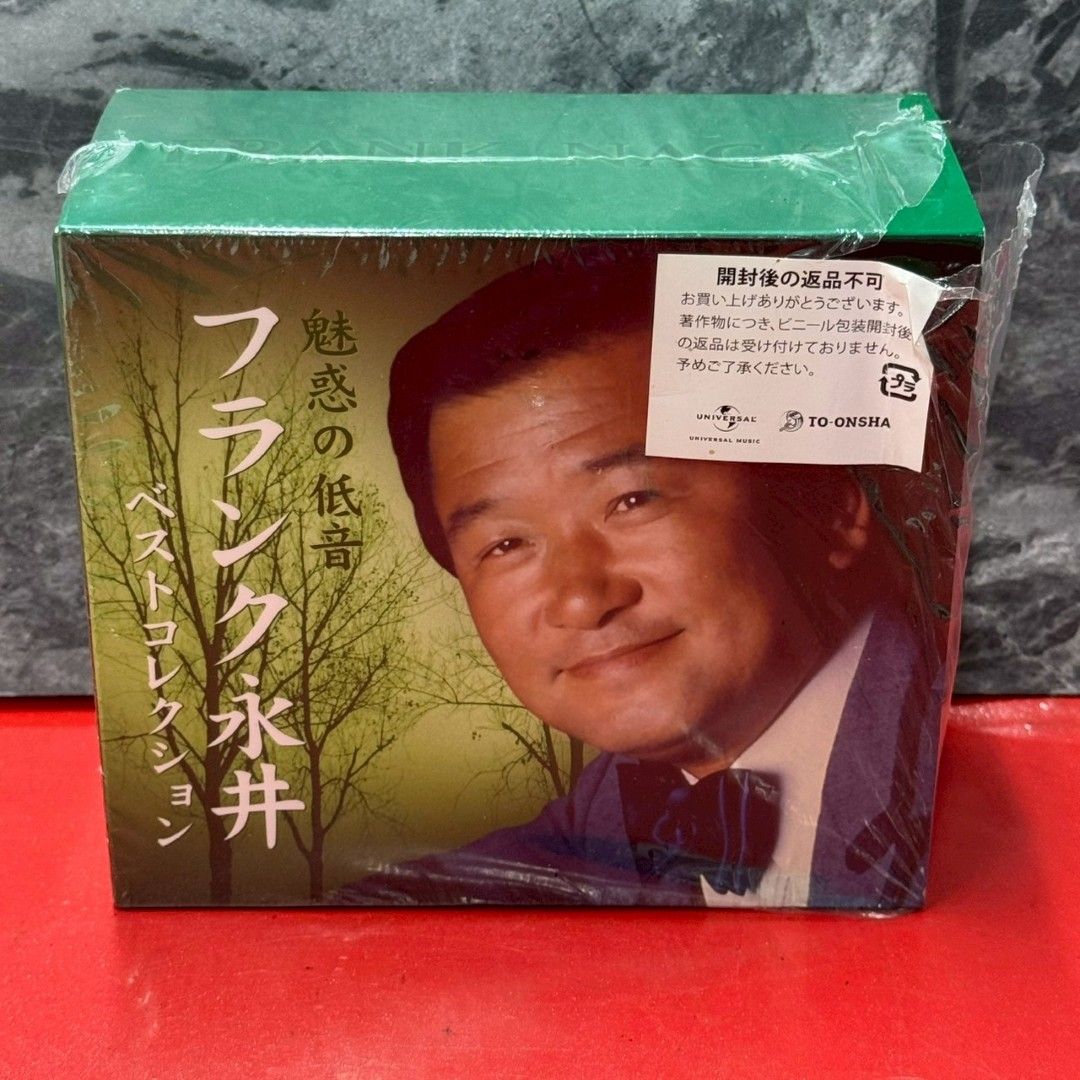 RANK NAGA
魅惑の低音
フランク永井
ベストコレクション
開封後の返品不可
お買い上げありがとうございます。
著作物につき、ビニール包装開封後
の返品は受け付けておりません。
予めご了承ください。
プラ
UNIVERSAL
UNIVERSAL MUSIC
TO-ONSHA